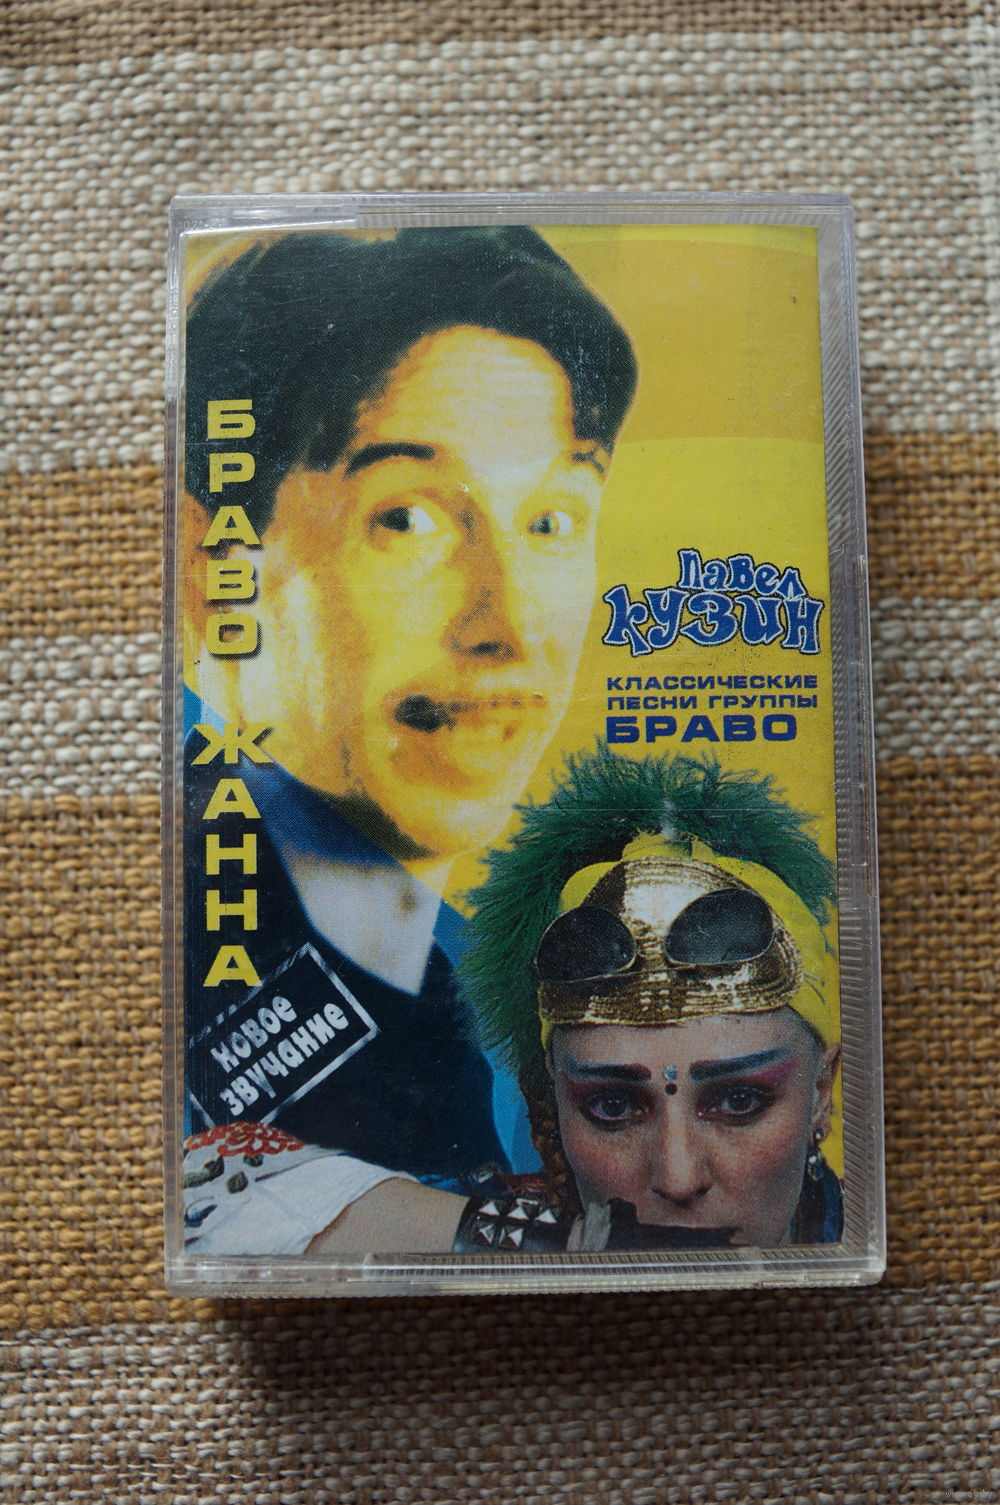 БРАВО
ЖАННА
Павел
КУЗИН
КЛАССИЧЕСКИЕ
ПЕСНИ ГРУППЫ
БРАВО
новое
звучание